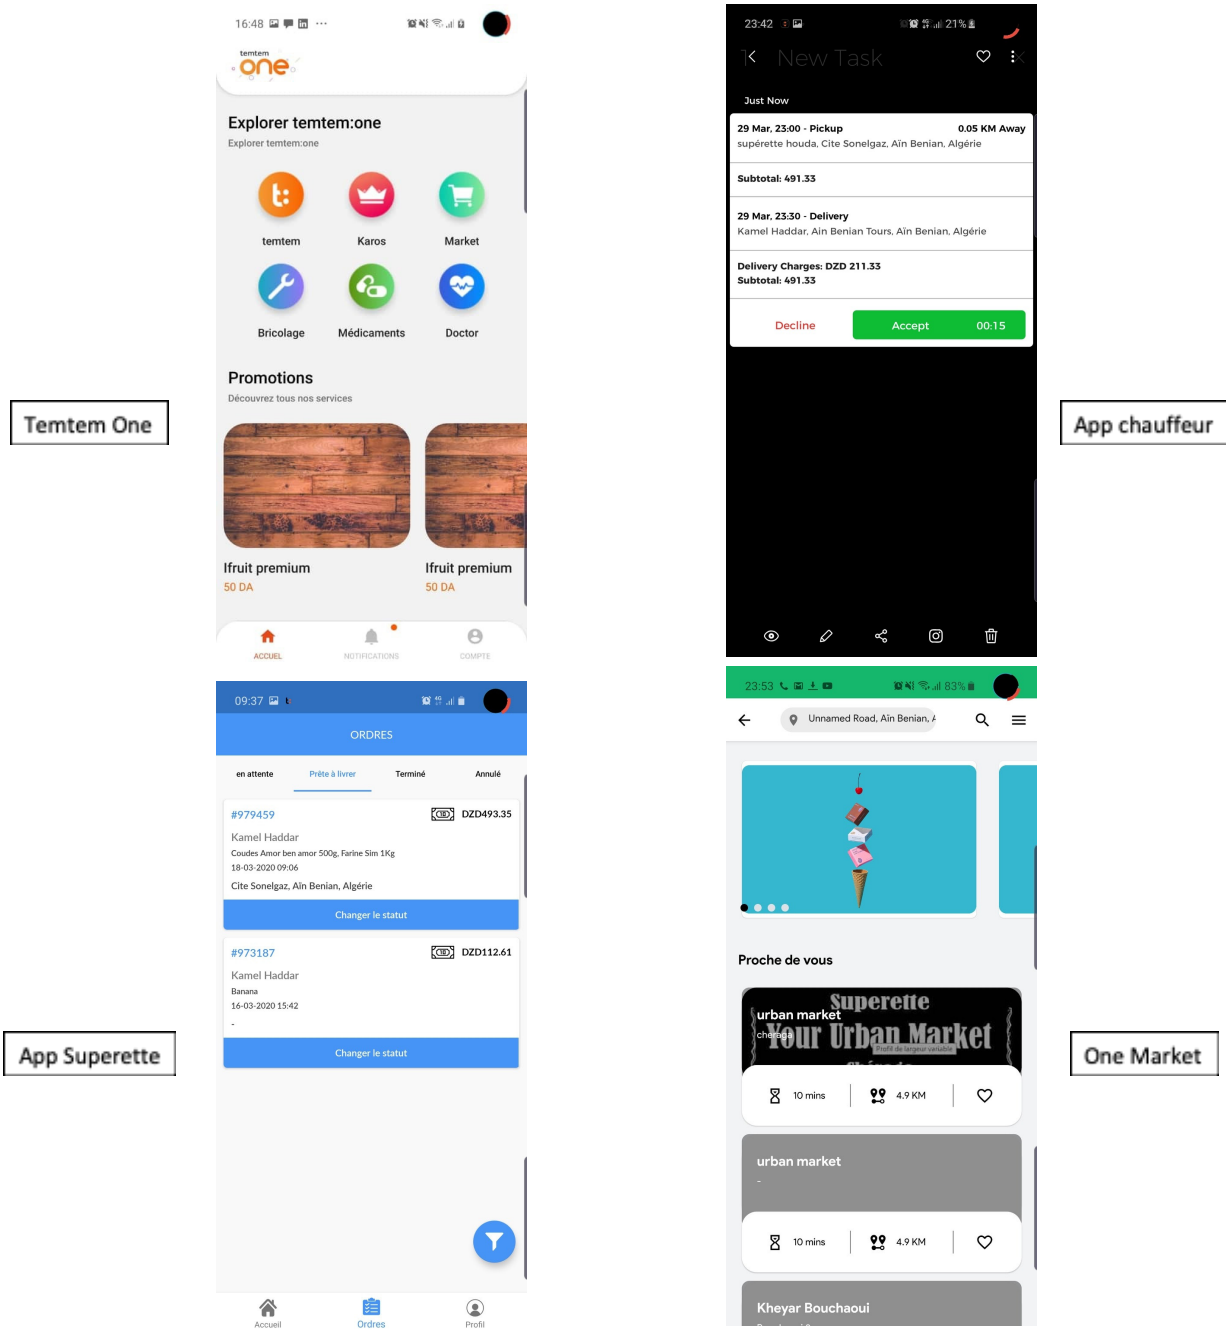 16:48
temtem
one
Explorer temtem:one
Explorer temtem:one
t:
temtem
Karos
Market
Bricolage
Médicaments
Doctor
Promotions
Découvrez tous nos services
Ifruit premium
50 DA
Ifruit premium
50 DA
ACCUEL
NOTIFICATIONS
COMPTE
Temtem One
23:42
21%
New Task
Just Now
29 Mar, 23:00 - Pickup
0.05 KM Away
supérette houda, Cite Sonelgaz, Aïn Benian, Algérie
Subtotal: 491.33
29 Mar, 23:30 - Delivery
Kamel Haddar, Ain Benian Tours, Aïn Benian, Algérie
Delivery Charges: DZD 211.33
Subtotal: 491.33
Decline
Accept
00:15
App chauffeur
09:37
ORDRES
en attente
Prête à livrer
Terminé
Annulé
#979459
DZD493.35
Kamel Haddar
Coudes Amor ben amor 500g, Farine Sim 1Kg
18-03-2020 09:06
Cite Sonelgaz, Aïn Benian, Algérie
Changer le statut
#973187
DZD112.61
Kamel Haddar
Banana
16-03-2020 15:42
-
Changer le statut
Accueil
Ordres
Profil
App Superette
23:53
83%
Unnamed Road, Aïn Benian,
Proche de vous
Superette
urban market
cheraga
Your Urban Market
Profil de largeur variable
10 mins
4.9 KM
urban market
-
10 mins
4.9 KM
Kheyar Bouchaoui
One Market